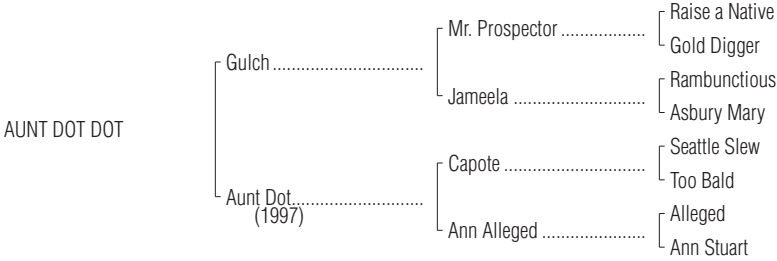 Raise a Native
Mr. Prospector ....................
Gold Digger
Gulch ...............................
Rambunctious
Jameela ...........................
Asbury Mary
AUNT DOT DOT
Seattle Slew
Capote .............................
Too Bald
Aunt Dot...........................
(1997)
Alleged
Ann Alleged .....................
Ann Stuart